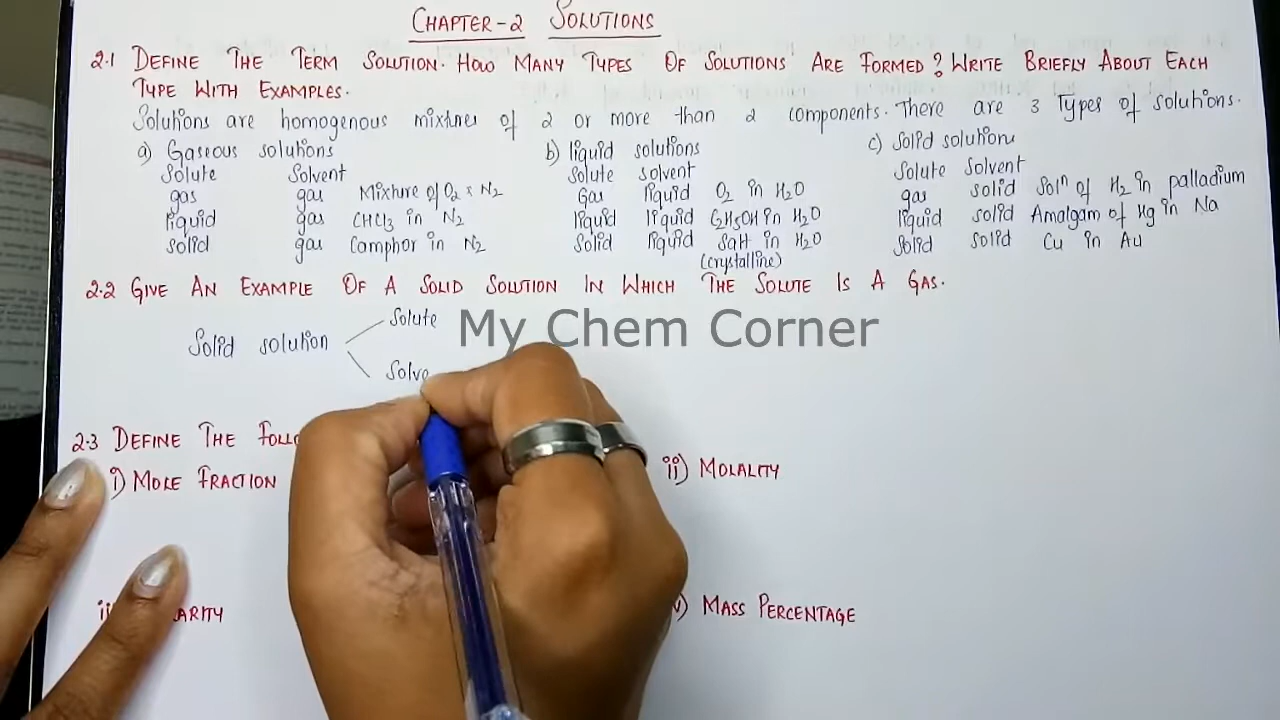 CHAPTER-2 SOLUTIONS
2.1 DEFINE THE TERM SOLUTION. HOW MANY TYPES OF SOLUTIONS ARE FORMED? WRITE BRIEFLY ABOUT EACH
TYPE WITH EXAMPLES.
Solutions are homogenous mixtures of 2 or more than 2 components. There are 3 Types of solutions.
a) Gaseous solutions b) liquid solutions c) Solid solutions
Solute Solvent Solute solvent Solute Solvent
gas gas Mixture of O2 & N2 Gas liquid O2 in H2O gas solid Soln of H2 in palladium
liquid gas CHCl3 in N2 liquid liquid C2H5OH in H2O liquid solid Amalgam of Hg in Na
solid gas Camphor in N2 Solid liquid Salt in H2O Solid solid Cu in Au
(crystalline)
2.2 GIVE AN EXAMPLE OF A SOLID SOLUTION IN WHICH THE SOLUTE IS A GAS.
Solute
My Chem Corner
Solid solution
Solve
2.3 DEFINE THE FOLLO
i) MOLE FRACTION ii) MOLALITY
ARITY v) MASS PERCENTAGE